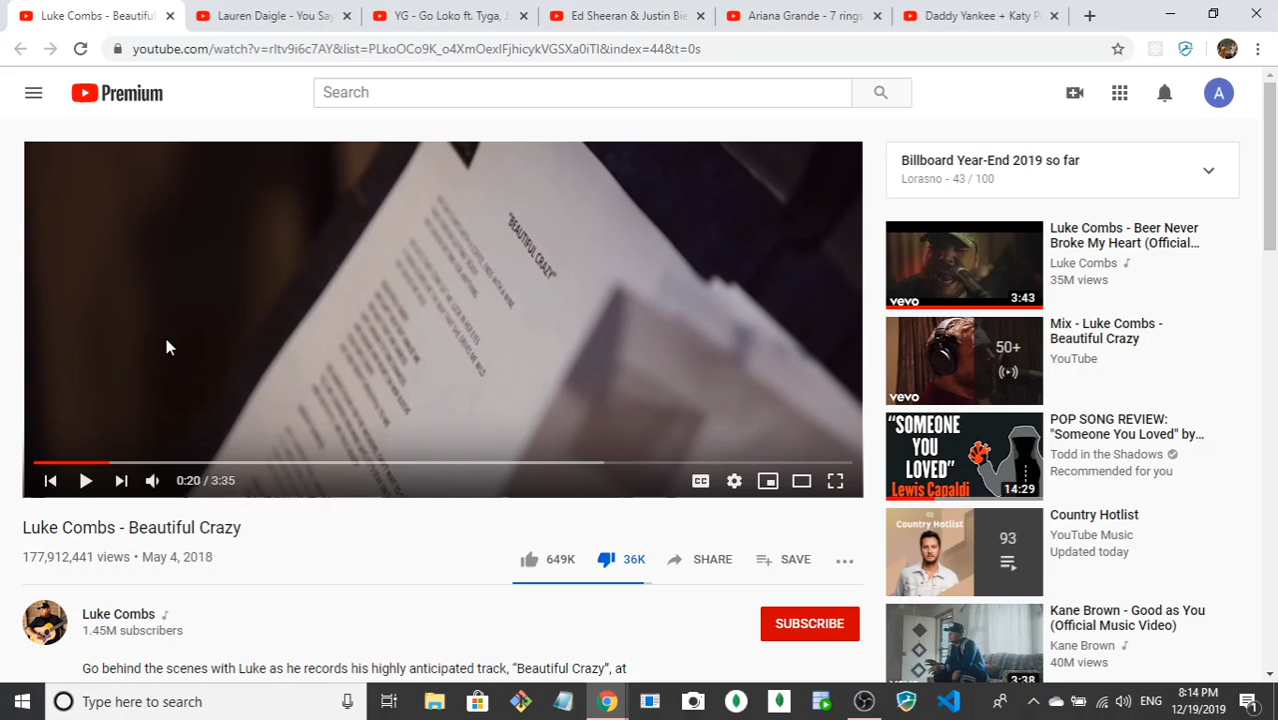 Luke Combs - Beautiful
Lauren Daigle - You Say
YG - Go Loko ft. Tyga, J
Ed Sheeran & Justin Bie
Ariana Grande - 7 rings
Daddy Yankee + Katy P
youtube.com/watch?v=rItv9i6c7AY&list=PLkoOCo9K_o4XmOexIFjhicykVGSXa0iTI&index=44&t=0s
Premium
Search
A
"BEAUTIFUL CRAZY"
0:20 / 3:35
CC
Luke Combs - Beautiful Crazy
177,912,441 views • May 4, 2018
649K
36K
SHARE
SAVE
Luke Combs
1.45M subscribers
SUBSCRIBE
Go behind the scenes with Luke as he records his highly anticipated track, "Beautiful Crazy", at
Billboard Year-End 2019 so far
Lorasno - 43 / 100
vevo
3:43
Luke Combs - Beer Never
Broke My Heart (Official...
Luke Combs
35M views
vevo
50+
Mix - Luke Combs -
Beautiful Crazy
YouTube
"SOMEONE
YOU
LOVED"
Lewis Capaldi
14:29
POP SONG REVIEW:
"Someone You Loved" by...
Todd in the Shadows
Recommended for you
Country Hotlist
93
Country Hotlist
YouTube Music
Updated today
3:38
Kane Brown - Good as You
(Official Music Video)
Kane Brown
40M views
Type here to search
ENG
8:14 PM
12/19/2019
1